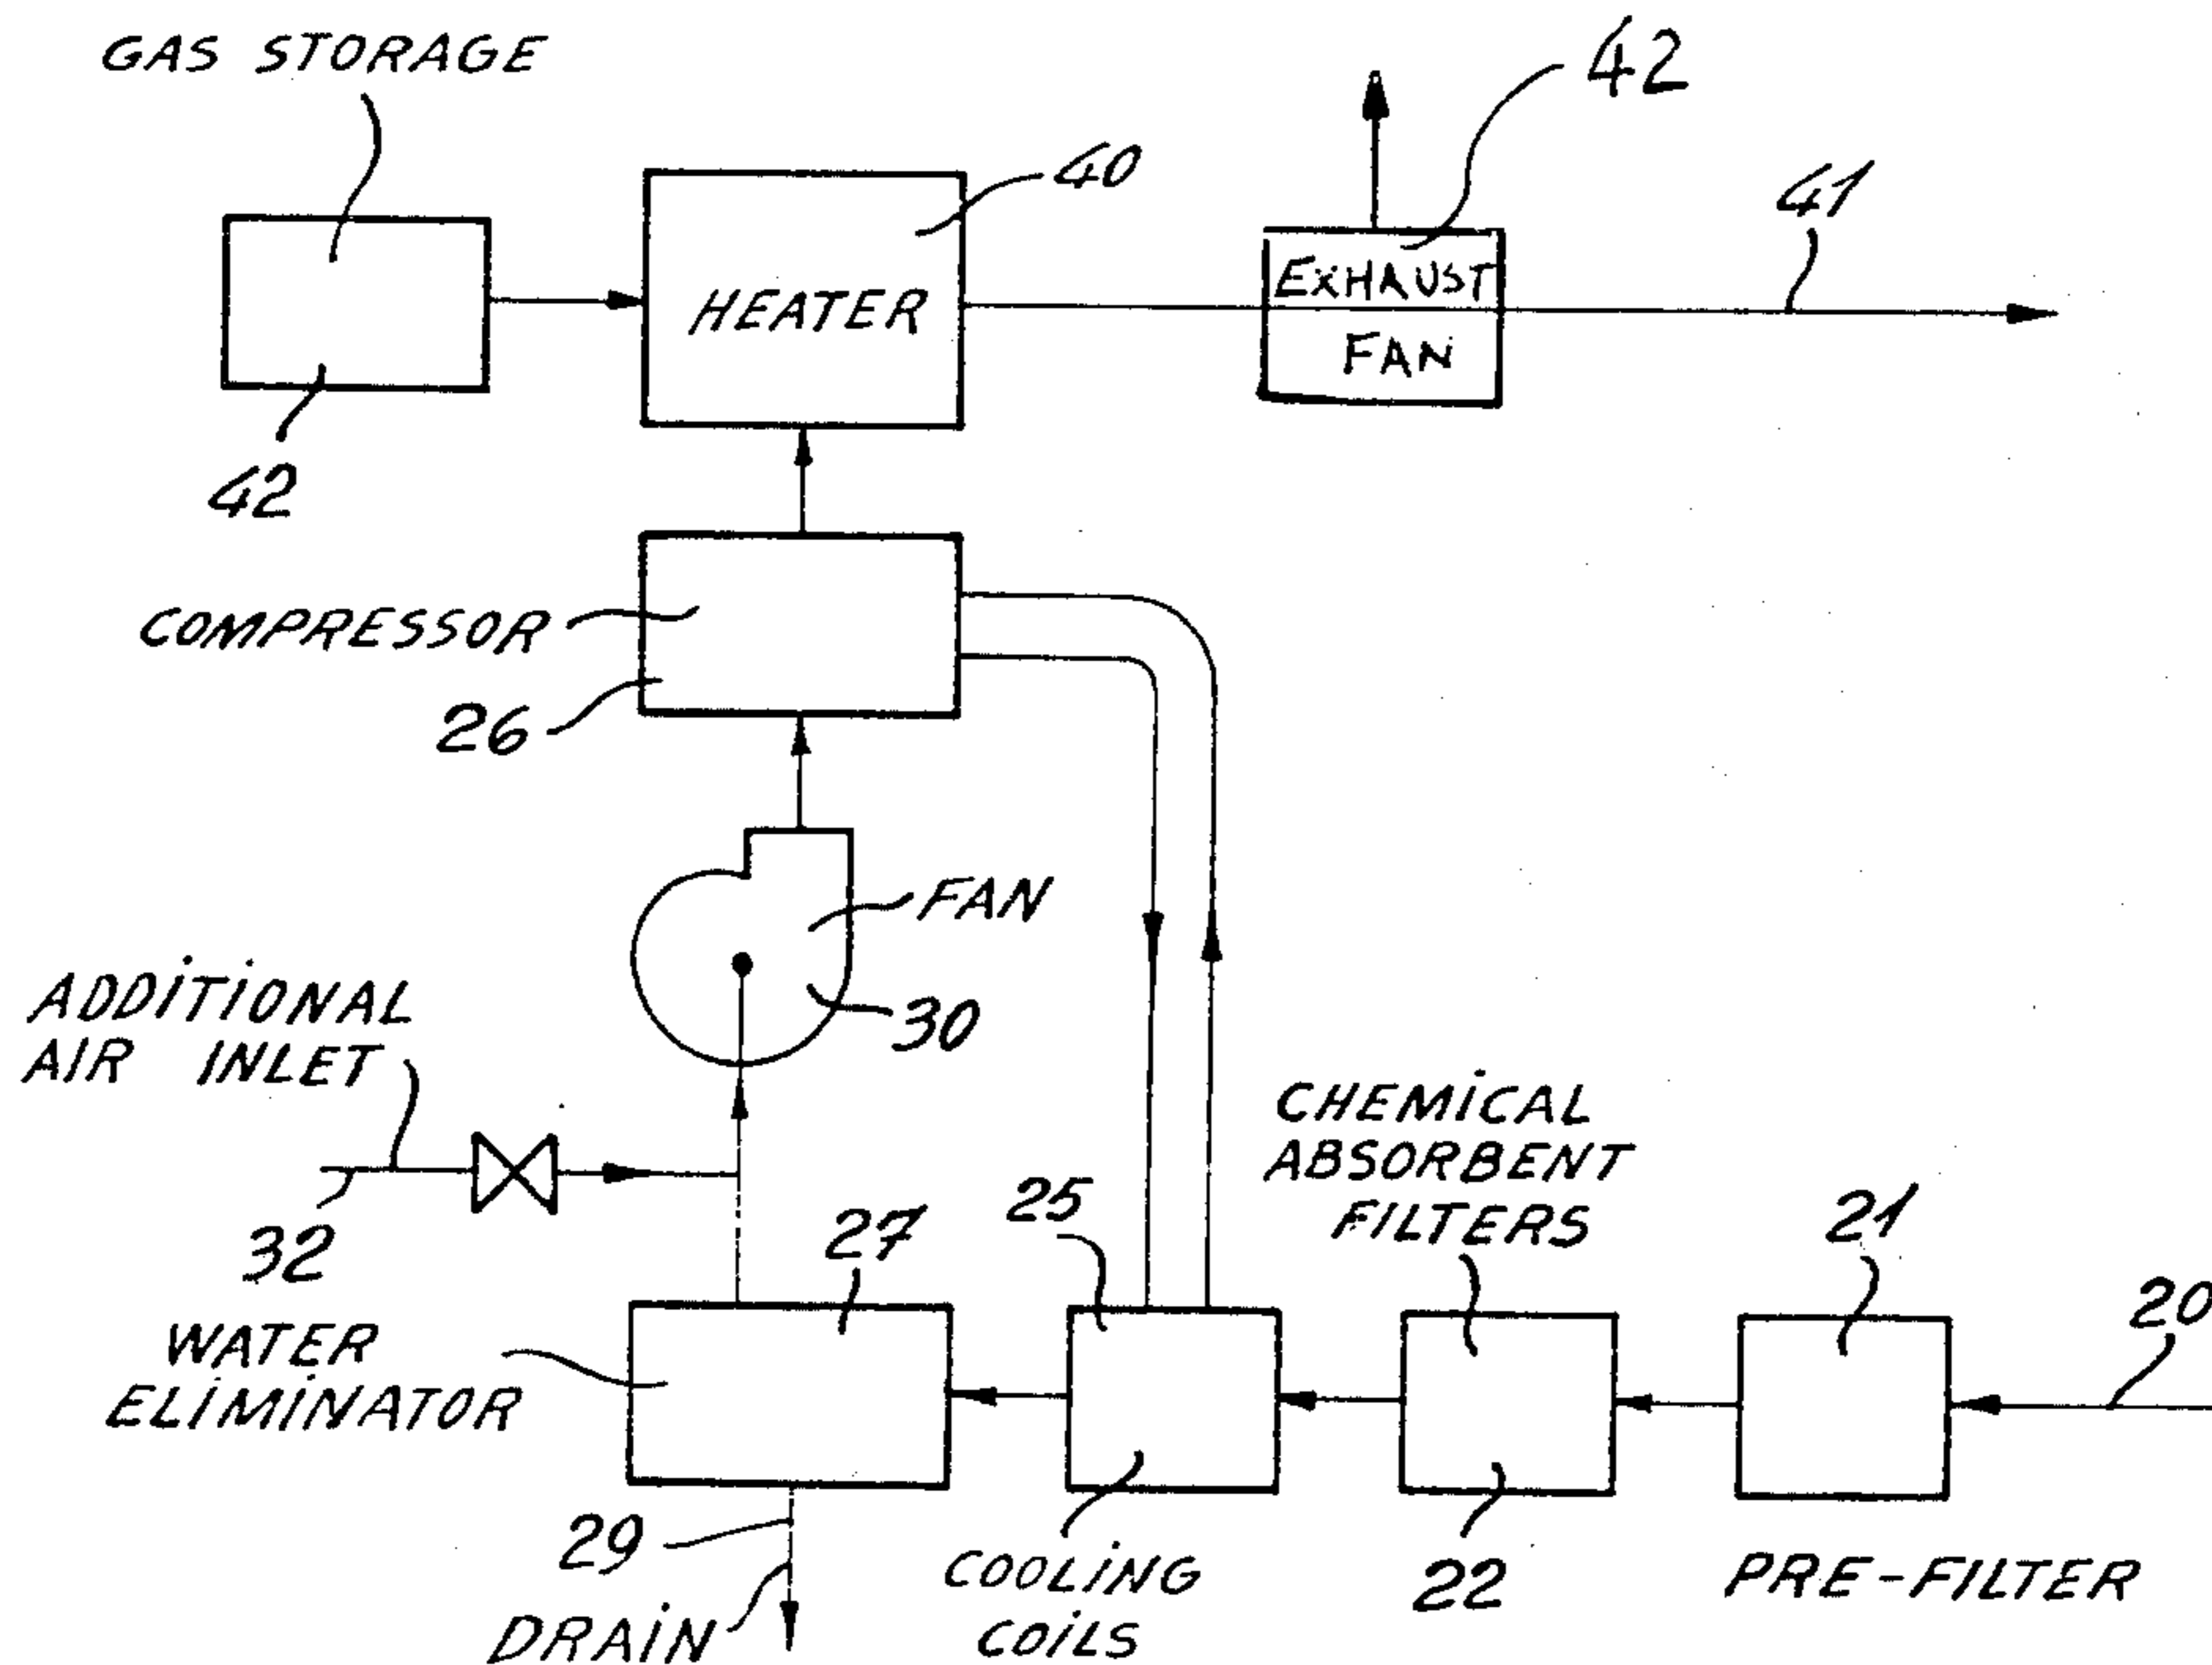 GAS STORAGE
42
40
41
HEATER
EXHAUST
FAN
42
COMPRESSOR
26
FAN
30
ADDITIONAL
AIR INLET
32
CHEMICAL
ABSORBENT
FILTERS
25
27
21
20
WATER
ELIMINATOR
29
DRAIN
COOLING
COILS
22
PRE-FILTER